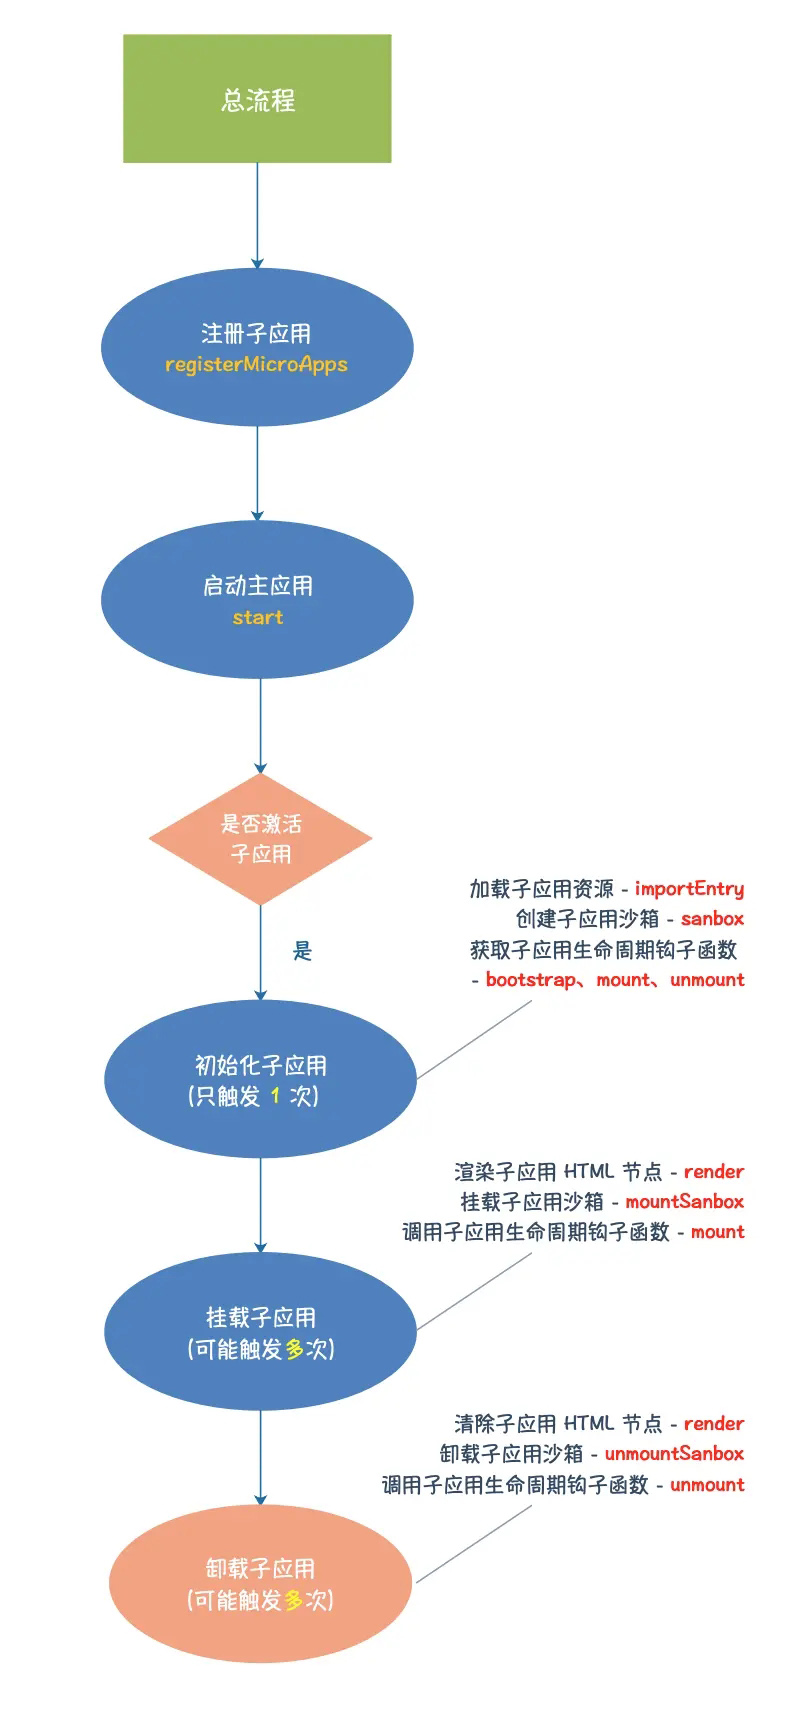 总流程
注册子应用
registerMicroApps
启动主应用
start
是否激活
子应用
是
加载子应用资源 - importEntry
创建子应用沙箱 - sanbox
获取子应用生命周期钩子函数
- bootstrap、mount、unmount
初始化子应用
(只触发 1 次)
渲染子应用 HTML 节点 - render
挂载子应用沙箱 - mountSanbox
调用子应用生命周期钩子函数 - mount
挂载子应用
(可能触发多次)
清除子应用 HTML 节点 - render
卸载子应用沙箱 - unmountSanbox
调用子应用生命周期钩子函数 - unmount
卸载子应用
(可能触发多次)